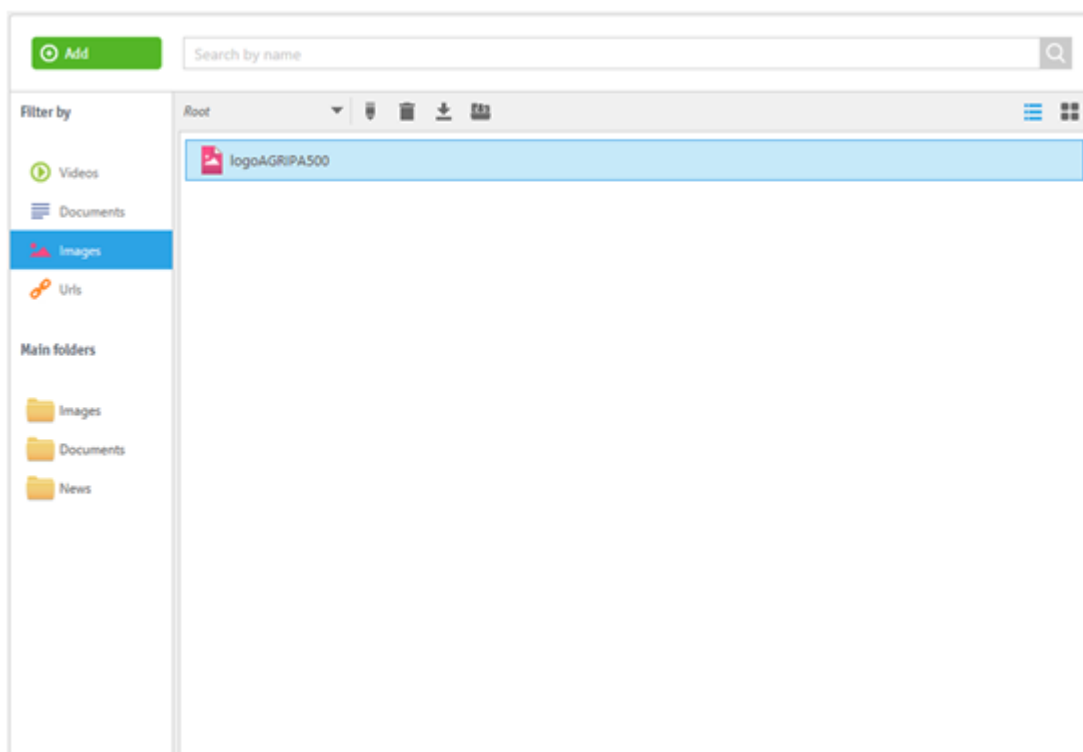 Add
Search by name
Filter by
Root
logoAGRIPA500
Videos
Documents
Images
Urls
Main folders
Images
Documents
News